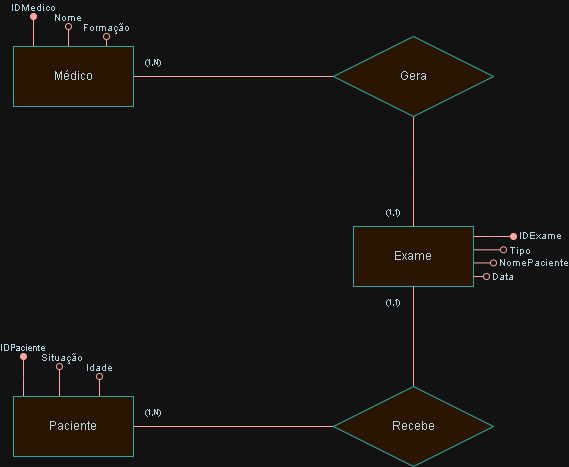 IDMedico
Nome
Formação
Médico
(1,N)
Gera
(1,1)
Exame
IDExame
Tipo
NomePaciente
Data
(1,1)
IDPaciente
Situação
Idade
Paciente
(1,N)
Recebe